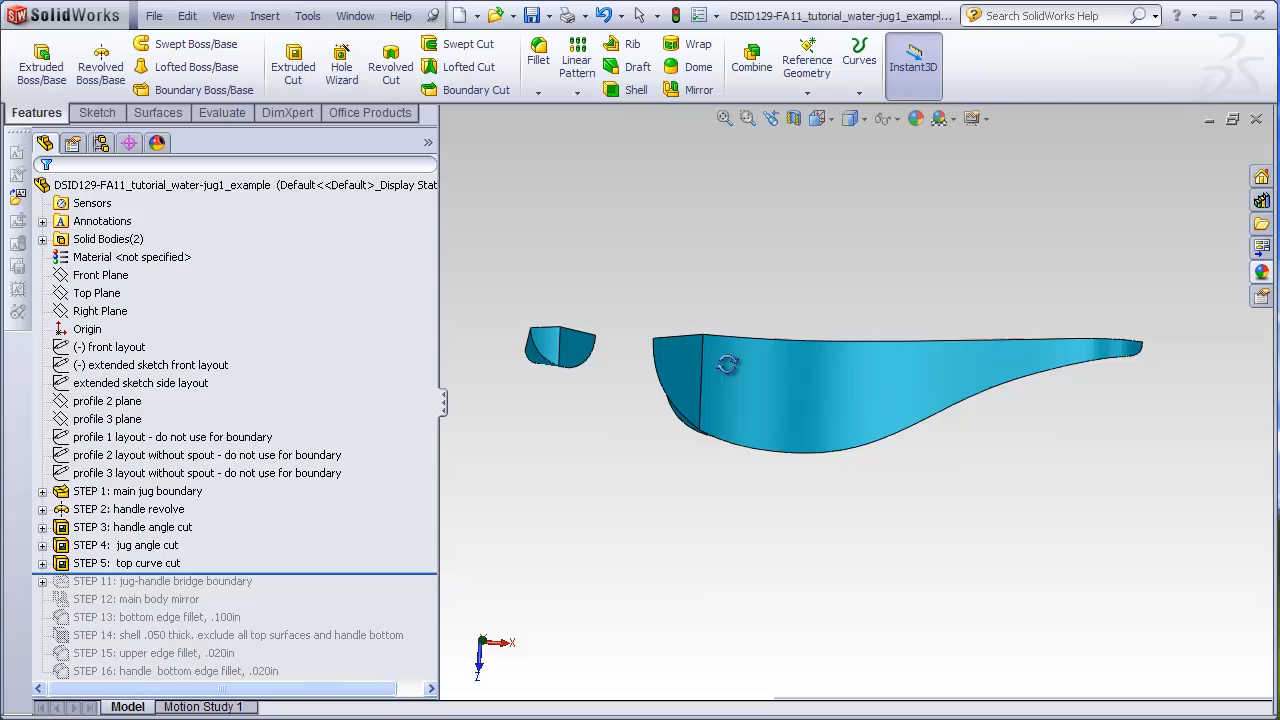 SolidWorks File Edit View Insert Tools Window Help DSID129-FA11_tutorial_water-jug1_exampl... Search SolidWorks Help
Extruded Boss/Base Revolved Boss/Base Swept Boss/Base Lofted Boss/Base Boundary Boss/Base Extruded Cut Hole Wizard Revolved Cut Swept Cut Lofted Cut Boundary Cut Fillet Linear Pattern Rib Draft Shell Wrap Dome Mirror Combine Reference Geometry Curves Instant3D
Features Sketch Surfaces Evaluate DimXpert Office Products
DSID129-FA11_tutorial_water-jug1_example (Default<<Default>_Display Stat
Sensors
Annotations
Solid Bodies(2)
Material <not specified>
Front Plane
Top Plane
Right Plane
Origin
(-) front layout
(-) extended sketch front layout
extended sketch side layout
profile 2 plane
profile 3 plane
profile 1 layout - do not use for boundary
profile 2 layout without spout - do not use for boundary
profile 3 layout without spout - do not use for boundary
STEP 1: main jug boundary
STEP 2: handle revolve
STEP 3: handle angle cut
STEP 4: jug angle cut
STEP 5: top curve cut
STEP 11: jug-handle bridge boundary
STEP 12: main body mirror
STEP 13: bottom edge fillet, .100in
STEP 14: shell .050 thick. exclude all top surfaces and handle bottom
STEP 15: upper edge fillet, .020in
STEP 16: handle bottom edge fillet, .020in
X
Z
Model Motion Study 1